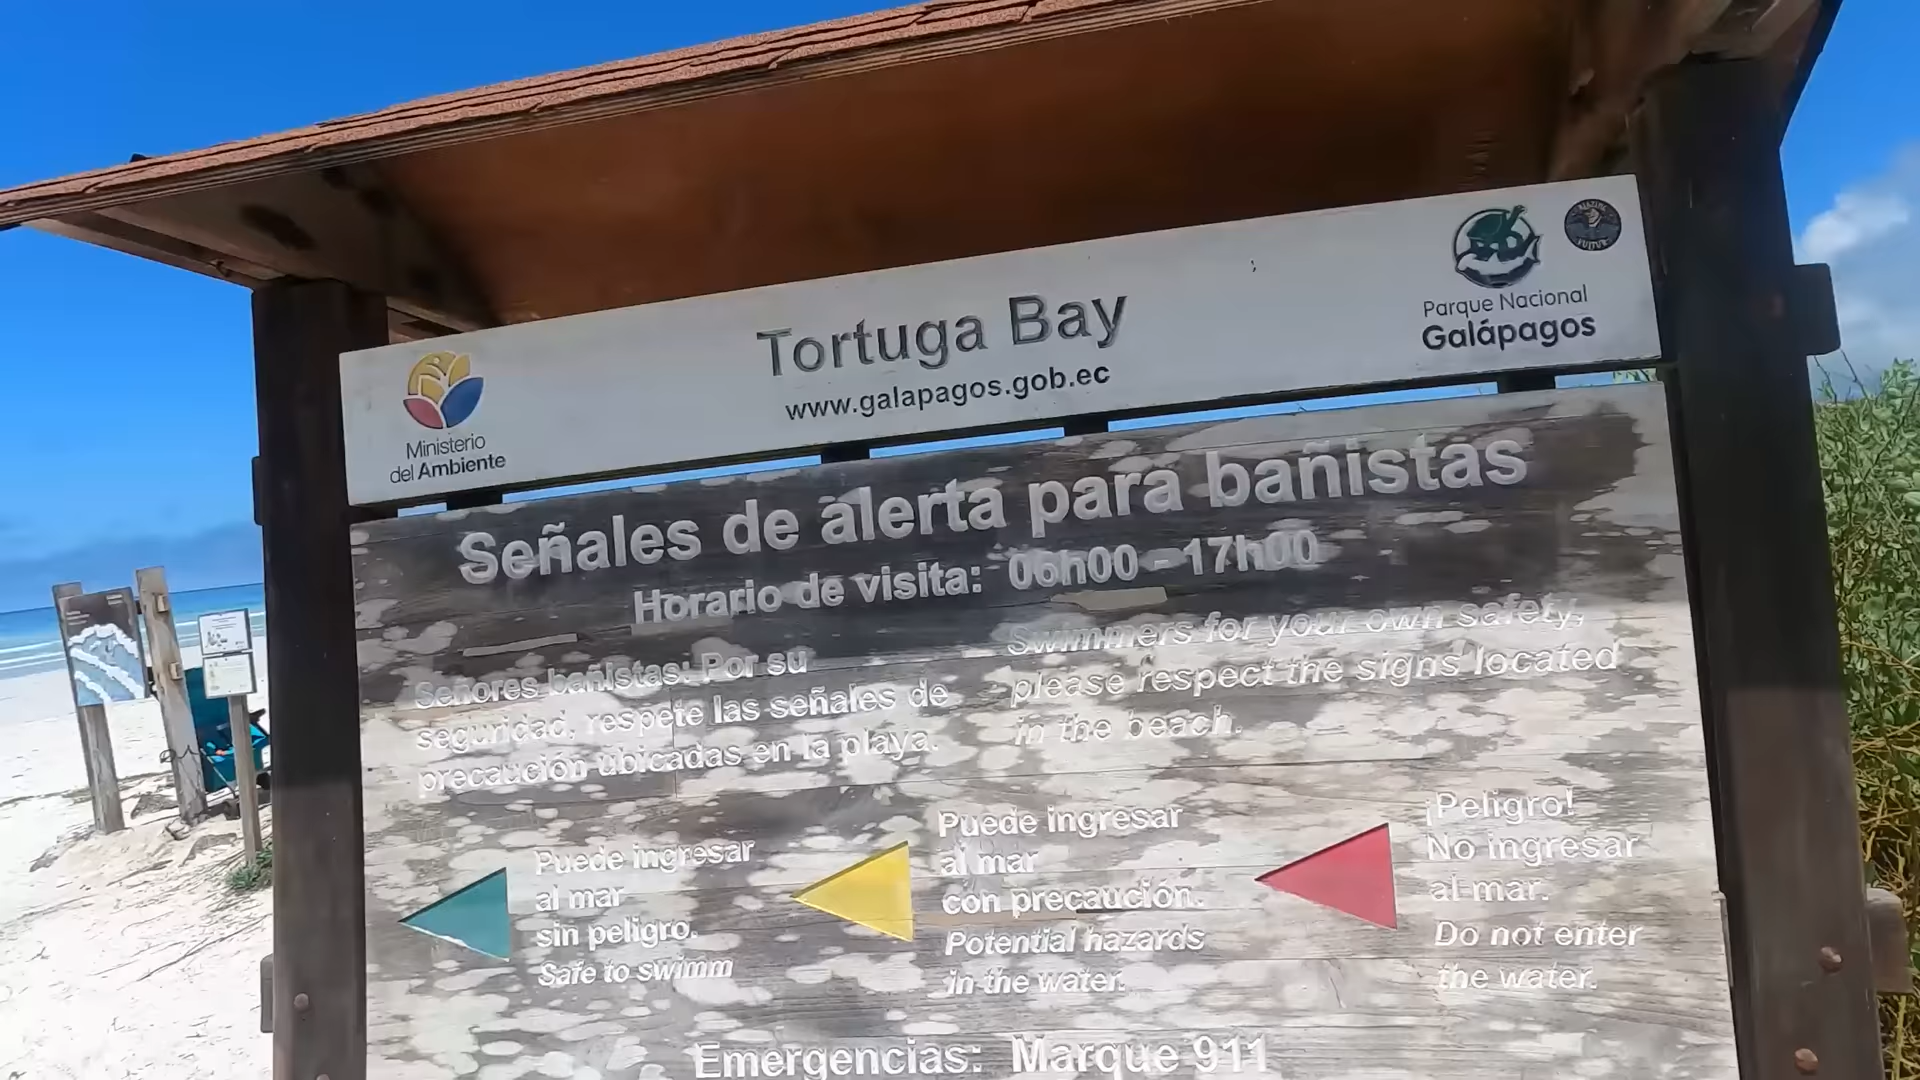 Tortuga Bay
www.galapagos.gob.ec
Ministerio
del Ambiente
Parque Nacional
Galápagos
Señales de alerta para bañistas
Horario de visita: 06h00 - 17h00
Señores bañistas: Por su
seguridad, respete las señales de
precaución ubicadas en la playa.
Swimmers for your own safety,
please respect the signs located
in the beach.
Puede ingresar
al mar
sin peligro.
Safe to swimm
Puede ingresar
al mar
con precaución.
Potential hazards
in the water.
¡Peligro!
No ingresar
al mar.
Do not enter
the water.
Emergencias: Marque 911